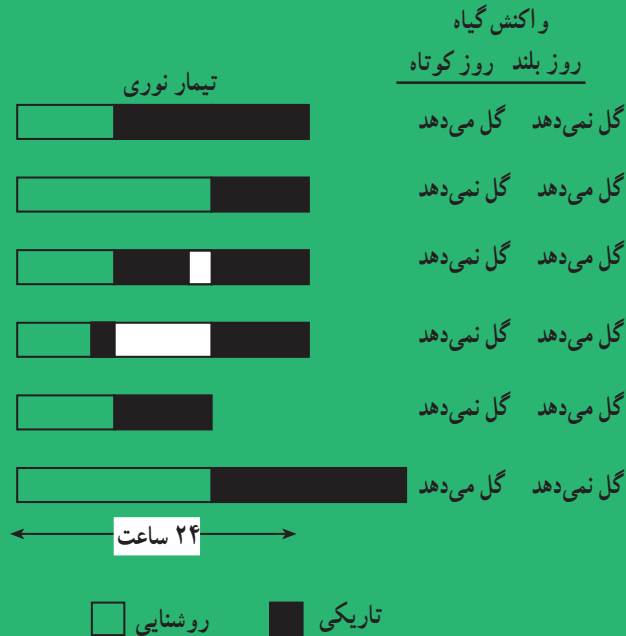 واکنش گیاه
روز بلند روز کوتاه
تیمار نوری
گل نمی‌دهد گل می‌دهد
گل می‌دهد گل نمی‌دهد
گل می‌دهد گل نمی‌دهد
گل می‌دهد گل نمی‌دهد
گل می‌دهد گل نمی‌دهد
گل نمی‌دهد گل می‌دهد
۲۴ ساعت
تاریکی روشنایی